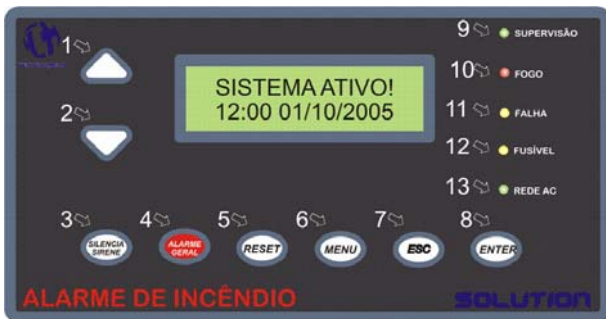 1
2
SISTEMA ATIVO!
12:00 01/10/2005
9 SUPERVISÃO
10 FOGO
11 FALHA
12 FUSÍVEL
13 REDE AC
3 SILENCIA SIRENE
4 ALARME GERAL
5 RESET
6 MENU
7 ESC
8 ENTER
ALARME DE INCÊNDIO
SOLUTION